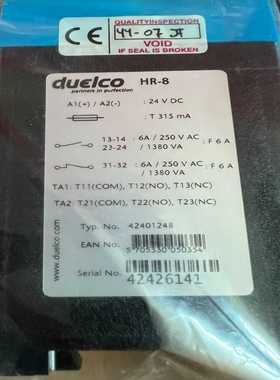 QUALITYINSPECTION
44-07
VOID
IF SEAL IS BROKEN
duelco HR-8
partners in perfection
A1(+) / A2(-) : 24 V DC
: T 315 mA
13-14 : 6A / 250 V AC : F 6 A
23-24 / 1380 VA
31-32 : 6A / 250 V AC : F 6 A
/ 1380 VA
TA1: T11(COM), T12(NO), T13(NC)
TA2: T21(COM), T22(NO), T23(NC)
www.duelco.com
Typ. No. 42401248
EAN No.
Serial No. 42426141